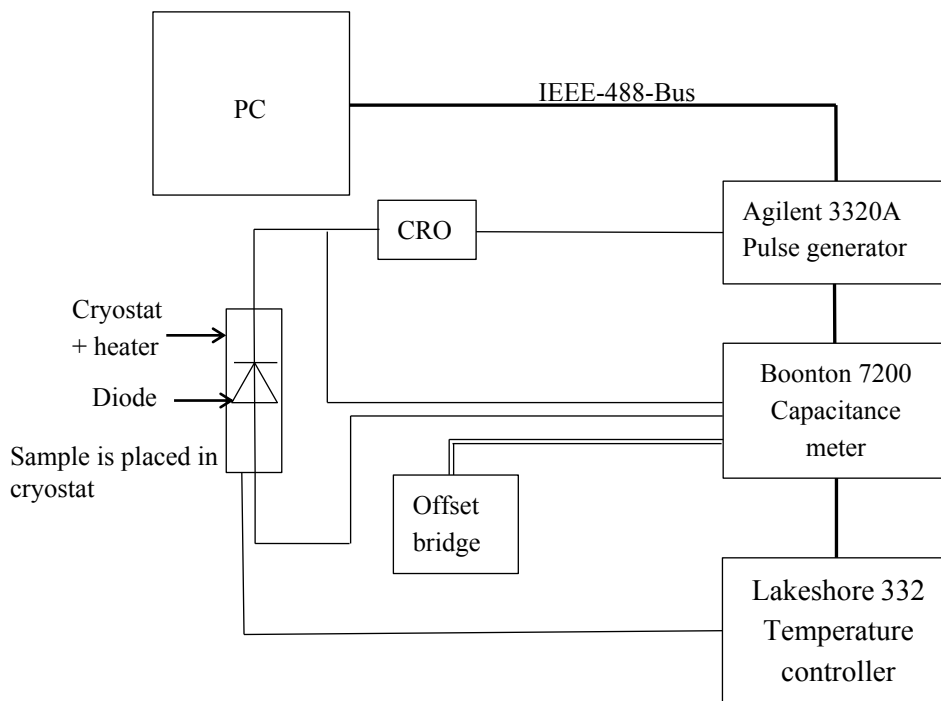 PC
IEEE-488-Bus
CRO
Agilent 3320A
Pulse generator
Cryostat
+ heater
Diode
Sample is placed in
cryostat
Boonton 7200
Capacitance
meter
Offset
bridge
Lakeshore 332
Temperature
controller